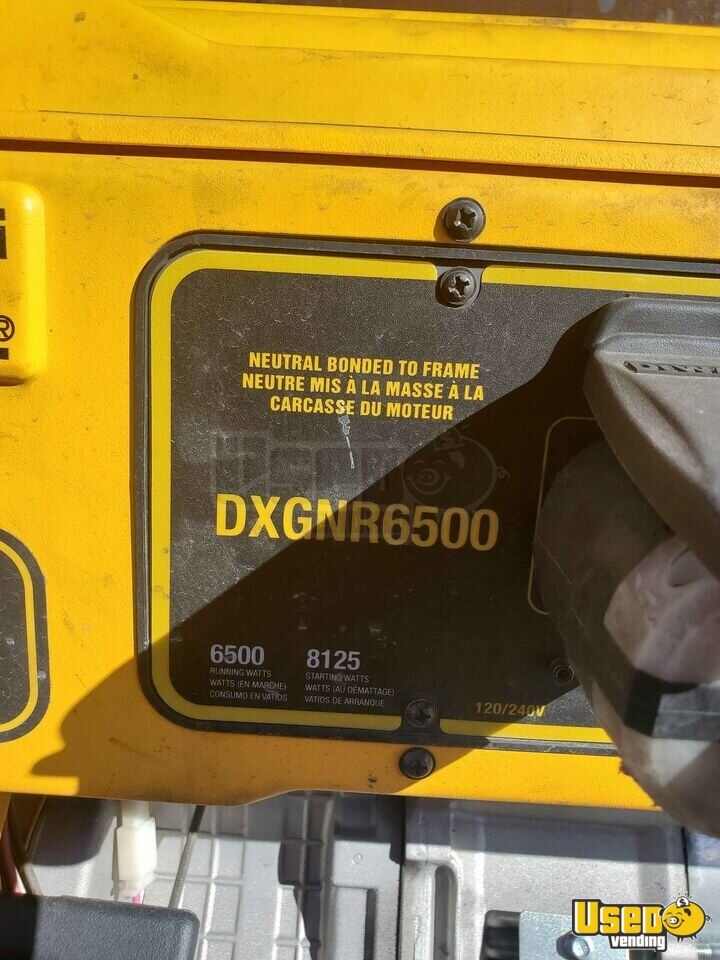 ®
NEUTRAL BONDED TO FRAME
NEUTRE MIS À LA MASSE À LA
CARCASSE DU MOTEUR
DXGNR6500
6500
RUNNING WATTS
WATTS (EN MARCHE)
CONSUMO EN VATIOS
8125
STARTING WATTS
WATTS (AU DÉMATTAGE)
VATIOS DE ARRANQUE
120/240V
USED
vending